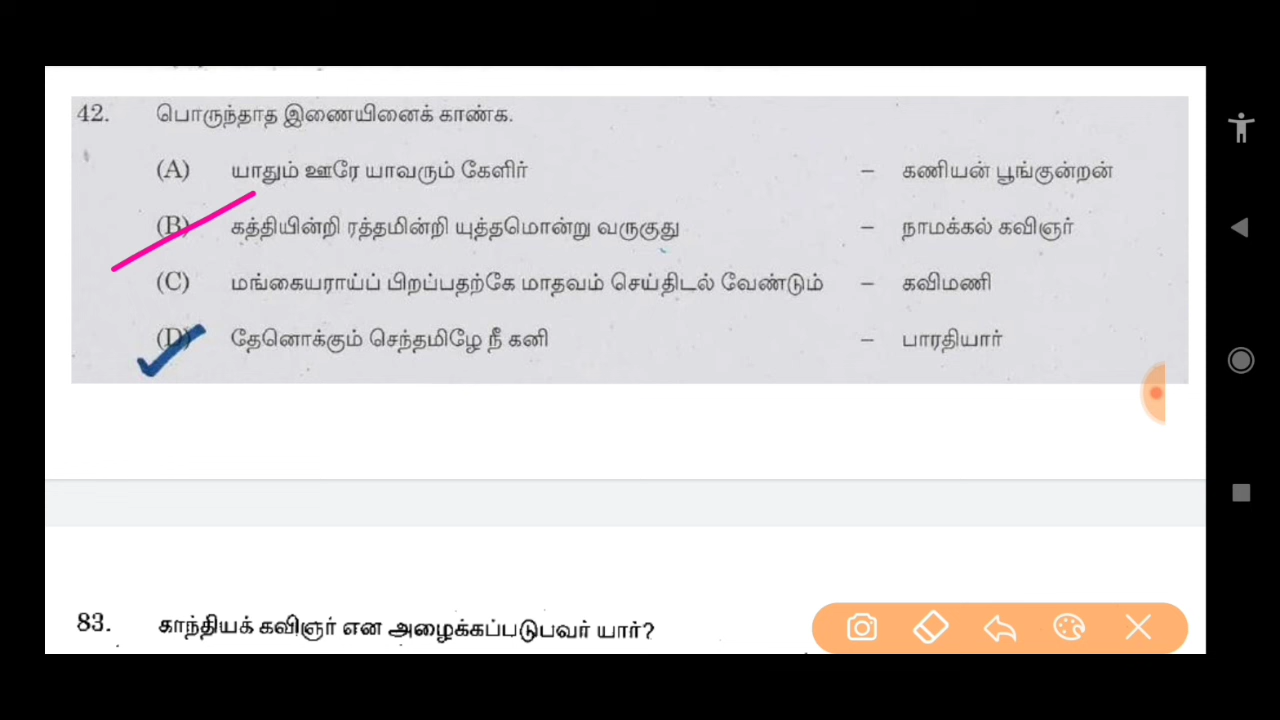 42. பொருந்தாத இணையினைக் காண்க.
(A) யாதும் ஊரே யாவரும் கேளிர் – கணியன் பூங்குன்றன்
(B) கத்தியின்றி ரத்தமின்றி யுத்தமொன்று வருகுது – நாமக்கல் கவிஞர்
(C) மங்கையராய்ப் பிறப்பதற்கே மாதவம் செய்திடல் வேண்டும் – கவிமணி
(D) தேனொக்கும் செந்தமிழே நீ கனி – பாரதியார்
83. காந்தியக் கவிஞர் என அழைக்கப்படுபவர் யார்?